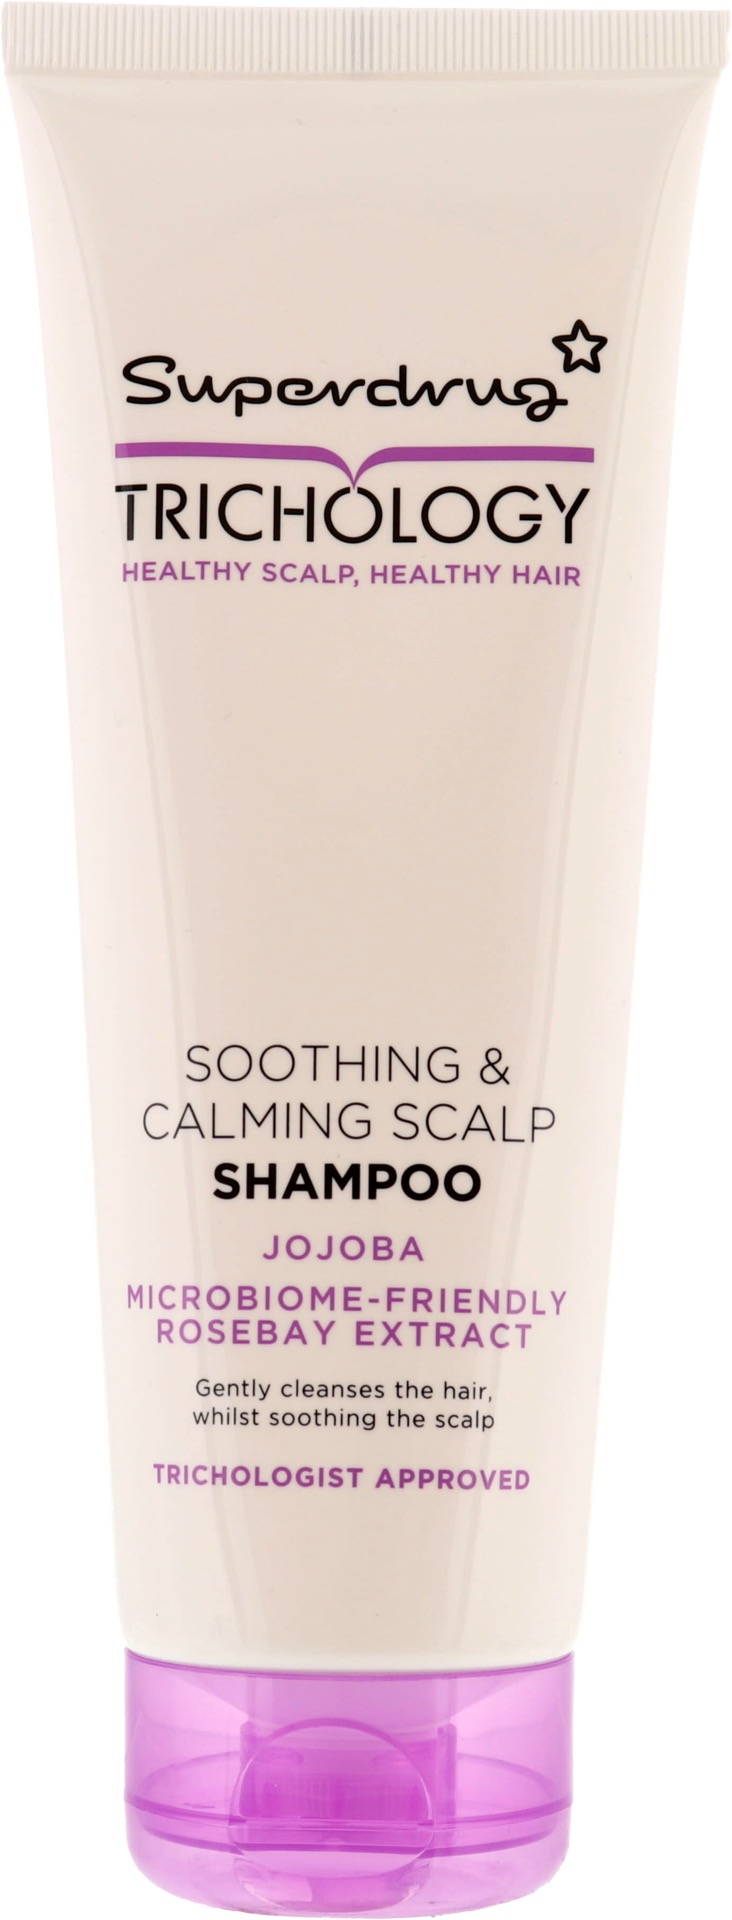 Superdrug
TRICHOLOGY
HEALTHY SCALP, HEALTHY HAIR
SOOTHING &
CALMING SCALP
SHAMPOO
JOJOBA
MICROBIOME-FRIENDLY
ROSEBAY EXTRACT
Gently cleanses the hair,
whilst soothing the scalp
TRICHOLOGIST APPROVED